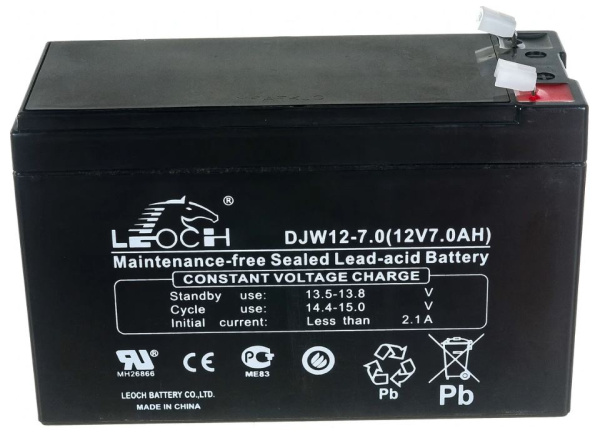 ®
LEOCH
DJW12-7.0(12V7.0AH)
Maintenance-free Sealed Lead-acid Battery
CONSTANT VOLTAGE CHARGE
Standby use: 13.5-13.8 V
Cycle use: 14.4-15.0 V
Initial current: Less than 2.1A
MH26866
CE
ME83
Pb
Pb
LEOCH BATTERY CO.,LTD.
MADE IN CHINA